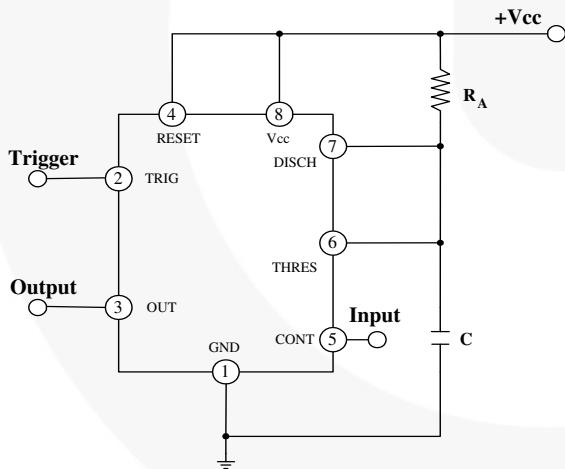 +Vcc
4
8
RESET
Vcc
R_A
7
DISCH
Trigger
2
TRIG
6
THRES
Output
3
OUT
Input
GND
CONT
5
C
1